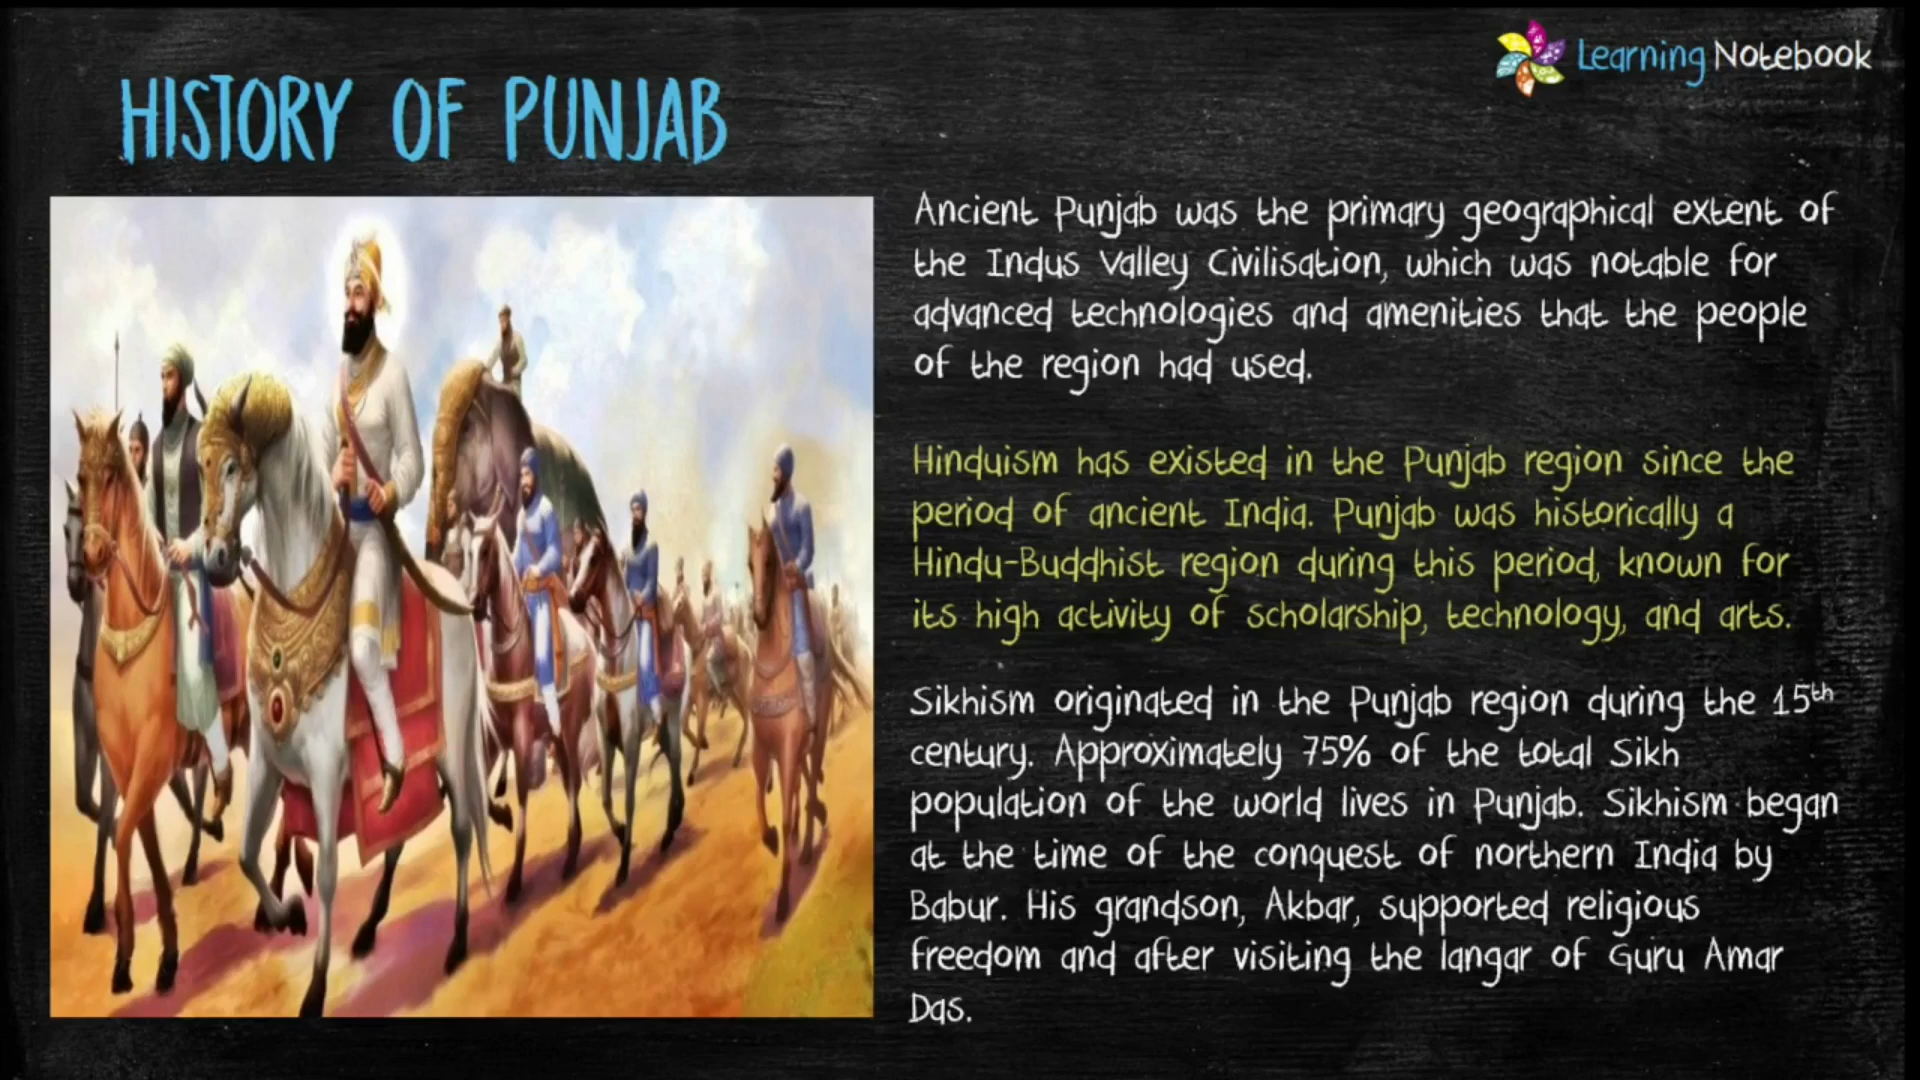 Learning Notebook
HISTORY OF PUNJAB
Ancient Punjab was the primary geographical extent of
the Indus Valley Civilisation, which was notable for
advanced technologies and amenities that the people
of the region had used.
Hinduism has existed in the Punjab region since the
period of ancient India. Punjab was historically a
Hindu-Buddhist region during this period, known for
its high activity of scholarship, technology, and arts.
Sikhism originated in the Punjab region during the 15th
century. Approximately 75% of the total Sikh
population of the world lives in Punjab. Sikhism began
at the time of the conquest of northern India by
Babur. His grandson, Akbar, supported religious
freedom and after visiting the langar of Guru Amar
Das.